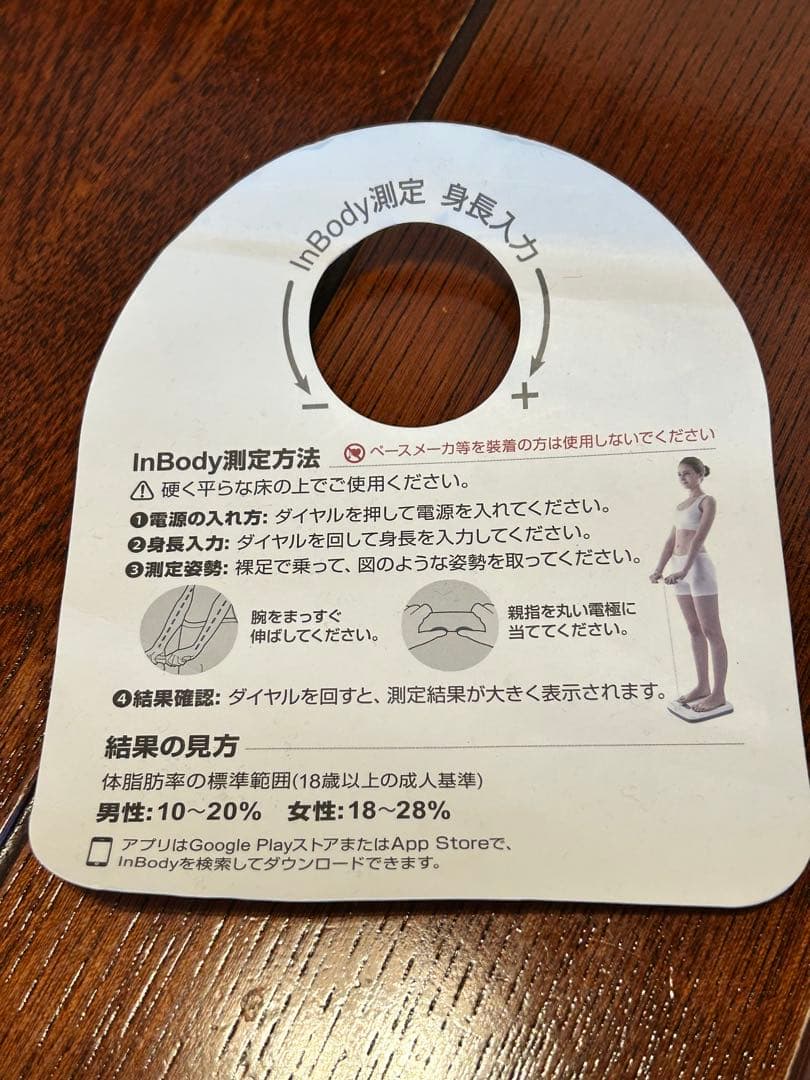 InBody測定 身長入力
− +
InBody測定方法 ペースメーカ等を装着の方は使用しないでください
硬く平らな床の上でご使用ください。
❶電源の入れ方: ダイヤルを押して電源を入れてください。
❷身長入力: ダイヤルを回して身長を入力してください。
❸測定姿勢: 裸足で乗って、図のような姿勢を取ってください。
腕をまっすぐ
伸ばしてください。
親指を丸い電極に
当ててください。
❹結果確認: ダイヤルを回すと、測定結果が大きく表示されます。
結果の見方
体脂肪率の標準範囲(18歳以上の成人基準)
男性:10〜20% 女性:18〜28%
アプリはGoogle PlayストアまたはApp Storeで、
InBodyを検索してダウンロードできます。